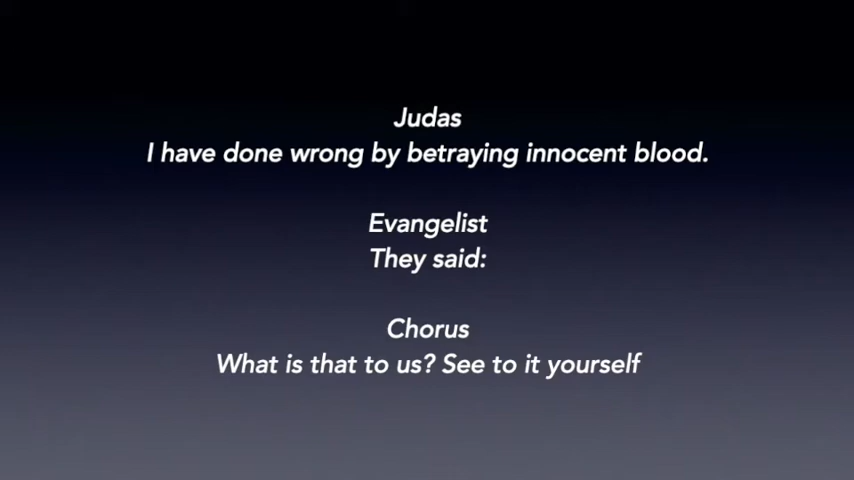 Judas
I have done wrong by betraying innocent blood.
Evangelist
They said:
Chorus
What is that to us? See to it yourself